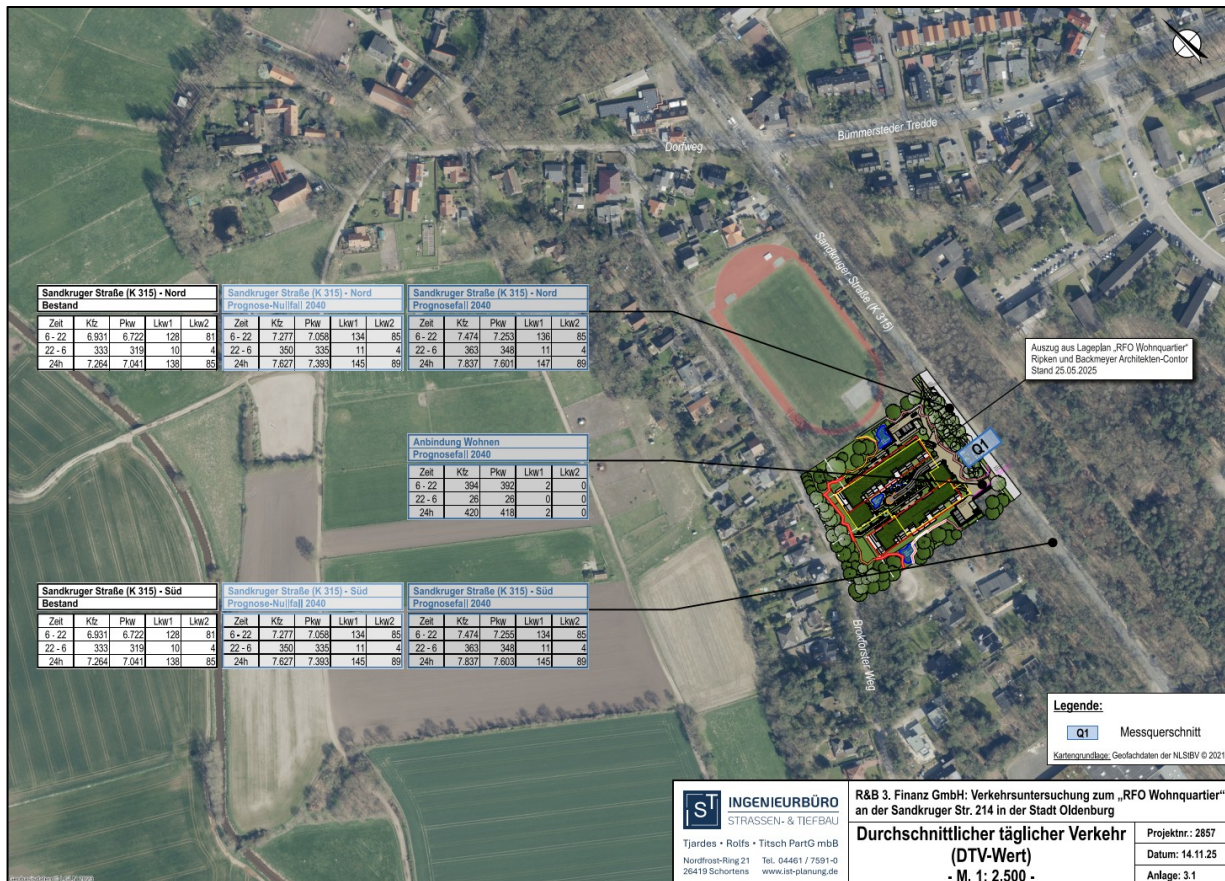 Bümmersteder Tredde
Dorfweg
Sandkruger Straße (K 315)
Sandkruger Straße (K 315) - Nord
Bestand
Zeit Kfz Pkw Lkw1 Lkw2
6 - 22 6.931 6.722 128 81
22 - 6 333 319 10 4
24h 7.264 7.041 138 85
Sandkruger Straße (K 315) - Nord
Prognose-Nullfall 2040
Zeit Kfz Pkw Lkw1 Lkw2
6 - 22 7.277 7.058 134 85
22 - 6 350 335 11 4
24h 7.627 7.393 145 89
Sandkruger Straße (K 315) - Nord
Prognosefall 2040
Zeit Kfz Pkw Lkw1 Lkw2
6 - 22 7.474 7.253 136 85
22 - 6 363 348 11 4
24h 7.837 7.601 147 89
Auszug aus Lageplan „RFO Wohnquartier"
Ripken und Backmeyer Architekten-Contor
Stand 25.05.2025
Q1
Anbindung Wohnen
Prognosefall 2040
Zeit Kfz Pkw Lkw1 Lkw2
6 - 22 394 392 2 0
22 - 6 26 26 0 0
24h 420 418 2 0
Sandkruger Straße (K 315) - Süd
Bestand
Zeit Kfz Pkw Lkw1 Lkw2
6 - 22 6.931 6.722 128 81
22 - 6 333 319 10 4
24h 7.264 7.041 138 85
Sandkruger Straße (K 315) - Süd
Prognose-Nullfall 2040
Zeit Kfz Pkw Lkw1 Lkw2
6 - 22 7.277 7.058 134 85
22 - 6 350 335 11 4
24h 7.627 7.393 145 89
Sandkruger Straße (K 315) - Süd
Prognosefall 2040
Zeit Kfz Pkw Lkw1 Lkw2
6 - 22 7.474 7.255 134 85
22 - 6 363 348 11 4
24h 7.837 7.603 145 89
Brokforster Weg
Legende:
Q1 Messquerschnitt
Kartengrundlage: Geofachdaten der NLStBV © 2021
IST INGENIEURBÜRO
STRASSEN- & TIEFBAU
Tjardes • Rolfs • Titsch PartG mbB
Nordfrost-Ring 21 Tel. 04461 / 7591-0
26419 Schortens www.ist-planung.de
R&B 3. Finanz GmbH: Verkehrsuntersuchung zum „RFO Wohnquartier"
an der Sandkruger Str. 214 in der Stadt Oldenburg
Durchschnittlicher täglicher Verkehr
(DTV-Wert)
- M. 1: 2.500 -
Projektnr.: 2857
Datum: 14.11.25
Anlage: 3.1